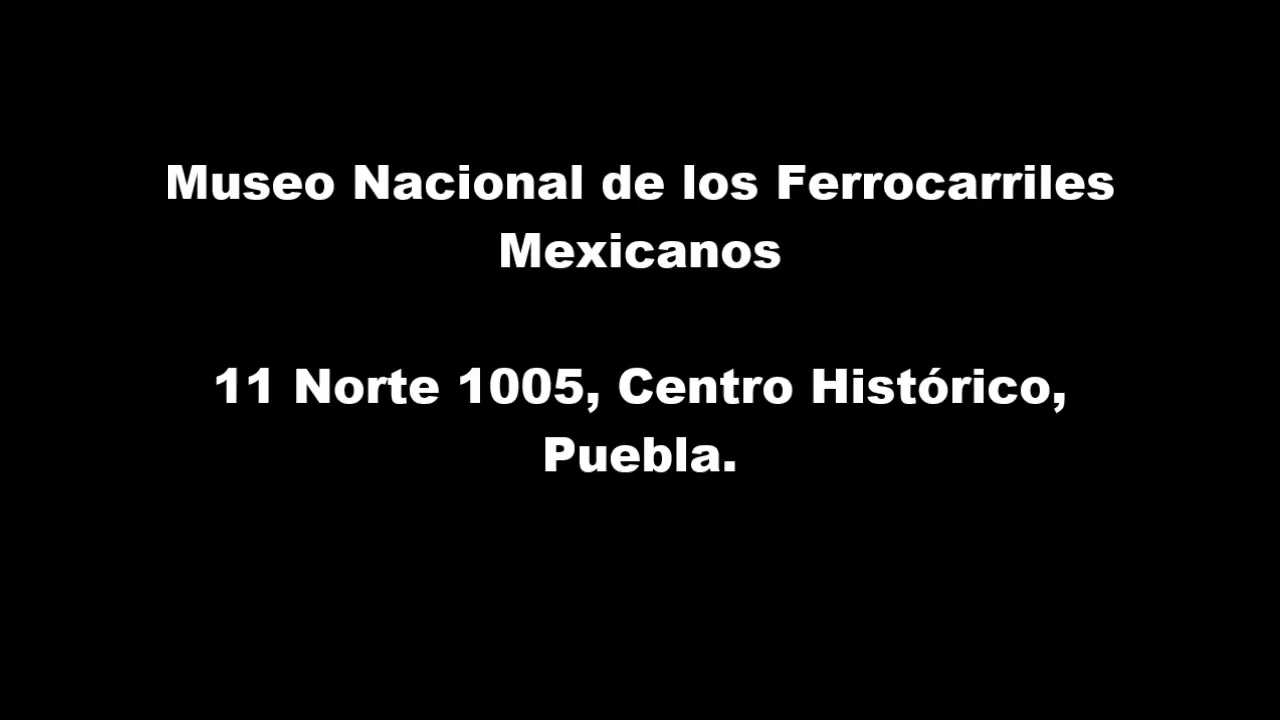 Museo Nacional de los Ferrocarriles
Mexicanos
11 Norte 1005, Centro Histórico,
Puebla.